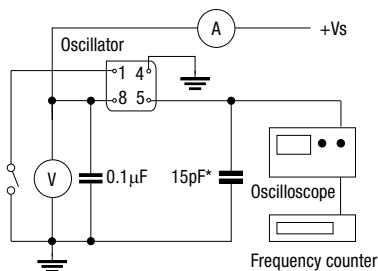 A
+Vs
Oscillator
1 4
8 5
V
0.1µF
15pF*
Oscilloscope
Frequency counter